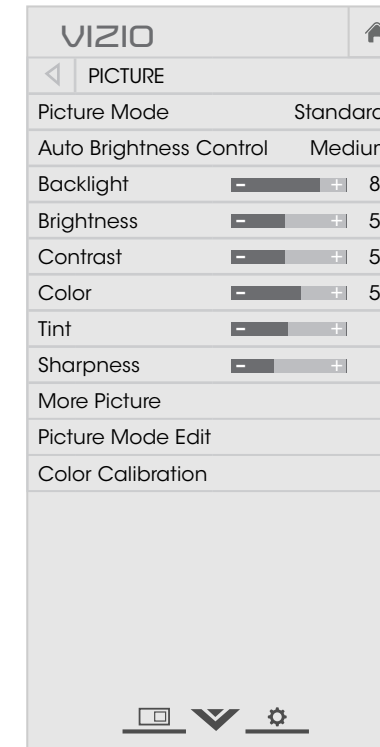 VIZIO
PICTURE
Picture Mode Standard
Auto Brightness Control
Backlight - + 8
Brightness - + 5
Contrast - + 5
Color - + 5
Tint - +
Sharpness - +
More Picture
Picture Mode Edit
Color Calibration